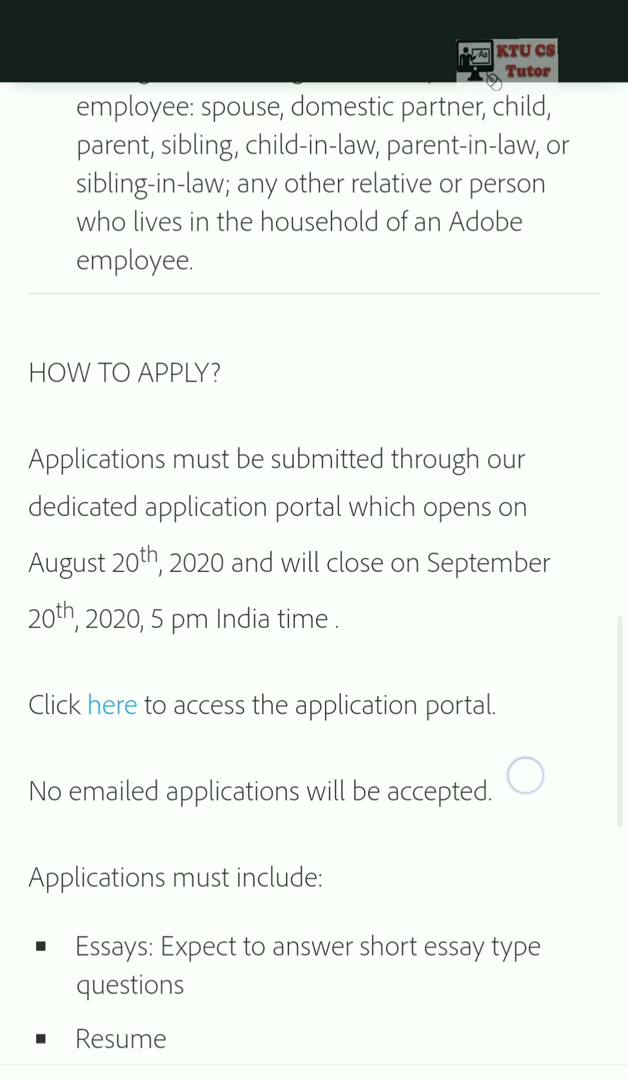 KTU CS
Tutor
employee: spouse, domestic partner, child,
parent, sibling, child-in-law, parent-in-law, or
sibling-in-law; any other relative or person
who lives in the household of an Adobe
employee.
HOW TO APPLY?
Applications must be submitted through our
dedicated application portal which opens on
August 20th, 2020 and will close on September
20th, 2020, 5 pm India time .
Click here to access the application portal.
No emailed applications will be accepted.
Applications must include:
▪ Essays: Expect to answer short essay type
questions
▪ Resume